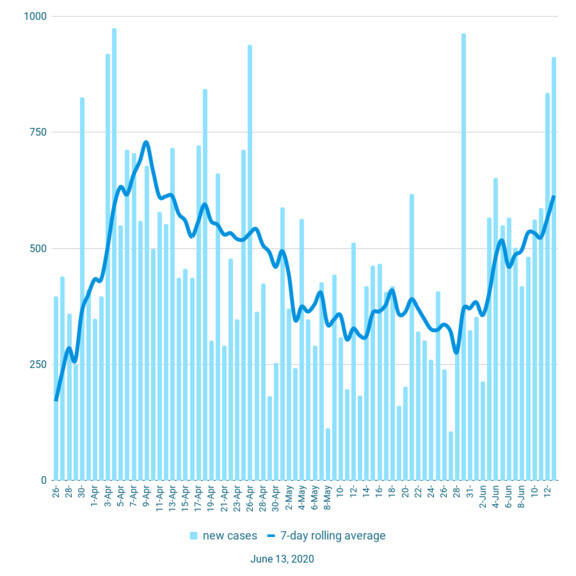 1000
750
500
250
0
26-
28-
30-
1-Apr
3-Apr
5-Apr
7-Apr
9-Apr
11-Apr
13-Apr
15-Apr
17-Apr
19-Apr
21-Apr
23-Apr
26-Apr
28-Apr
30-Apr
2-May
4-May
6-May
8-May
10-
12-
14-
16-
18-
20-
22-
24-
26-
28-
31-
2-Jun
4-Jun
6-Jun
8-Jun
10-
12-
new cases 7-day rolling average
June 13, 2020